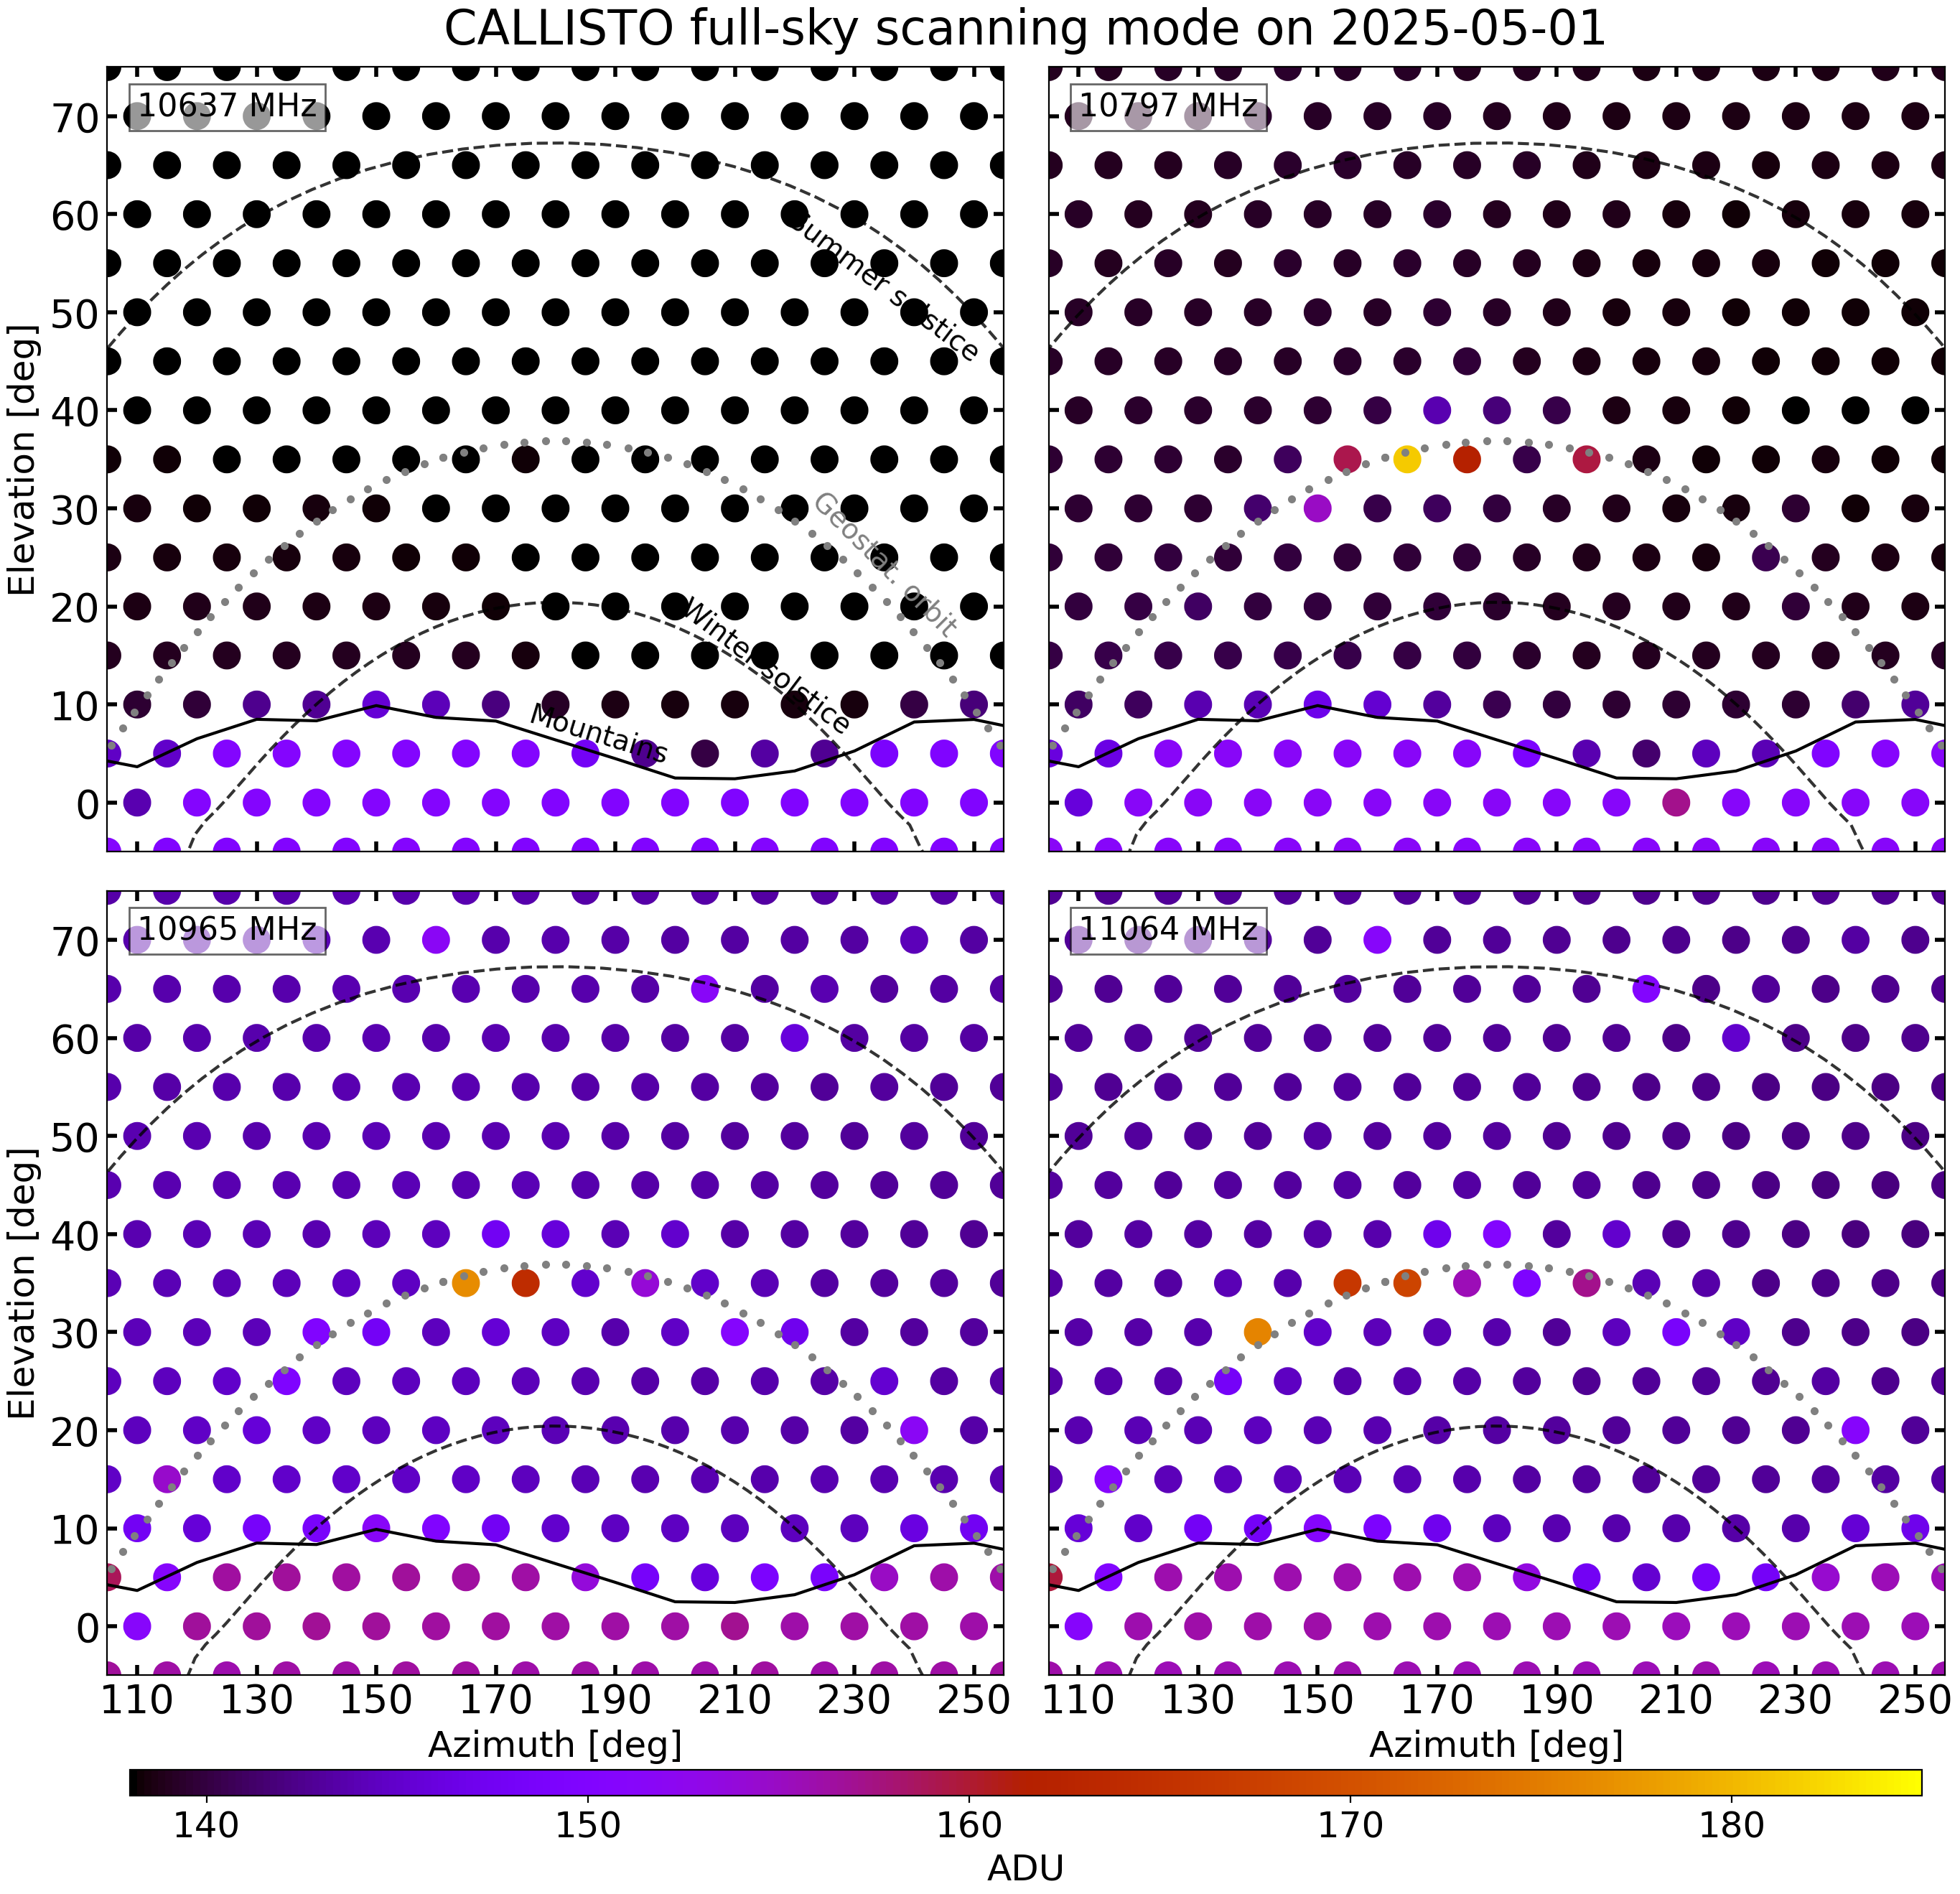 CALLISTO full-sky scanning mode on 2025-05-01
10637 MHz
10797 MHz
70
60
50
40
30
20
10
0
Elevation [deg]
Summer solstice
Geostat. orbit
Winter solstice
Mountains
10965 MHz
11064 MHz
70
60
50
40
30
20
10
0
Elevation [deg]
110 130 150 170 190 210 230 250
110 130 150 170 190 210 230 250
Azimuth [deg]
Azimuth [deg]
140 150 160 170 180
ADU